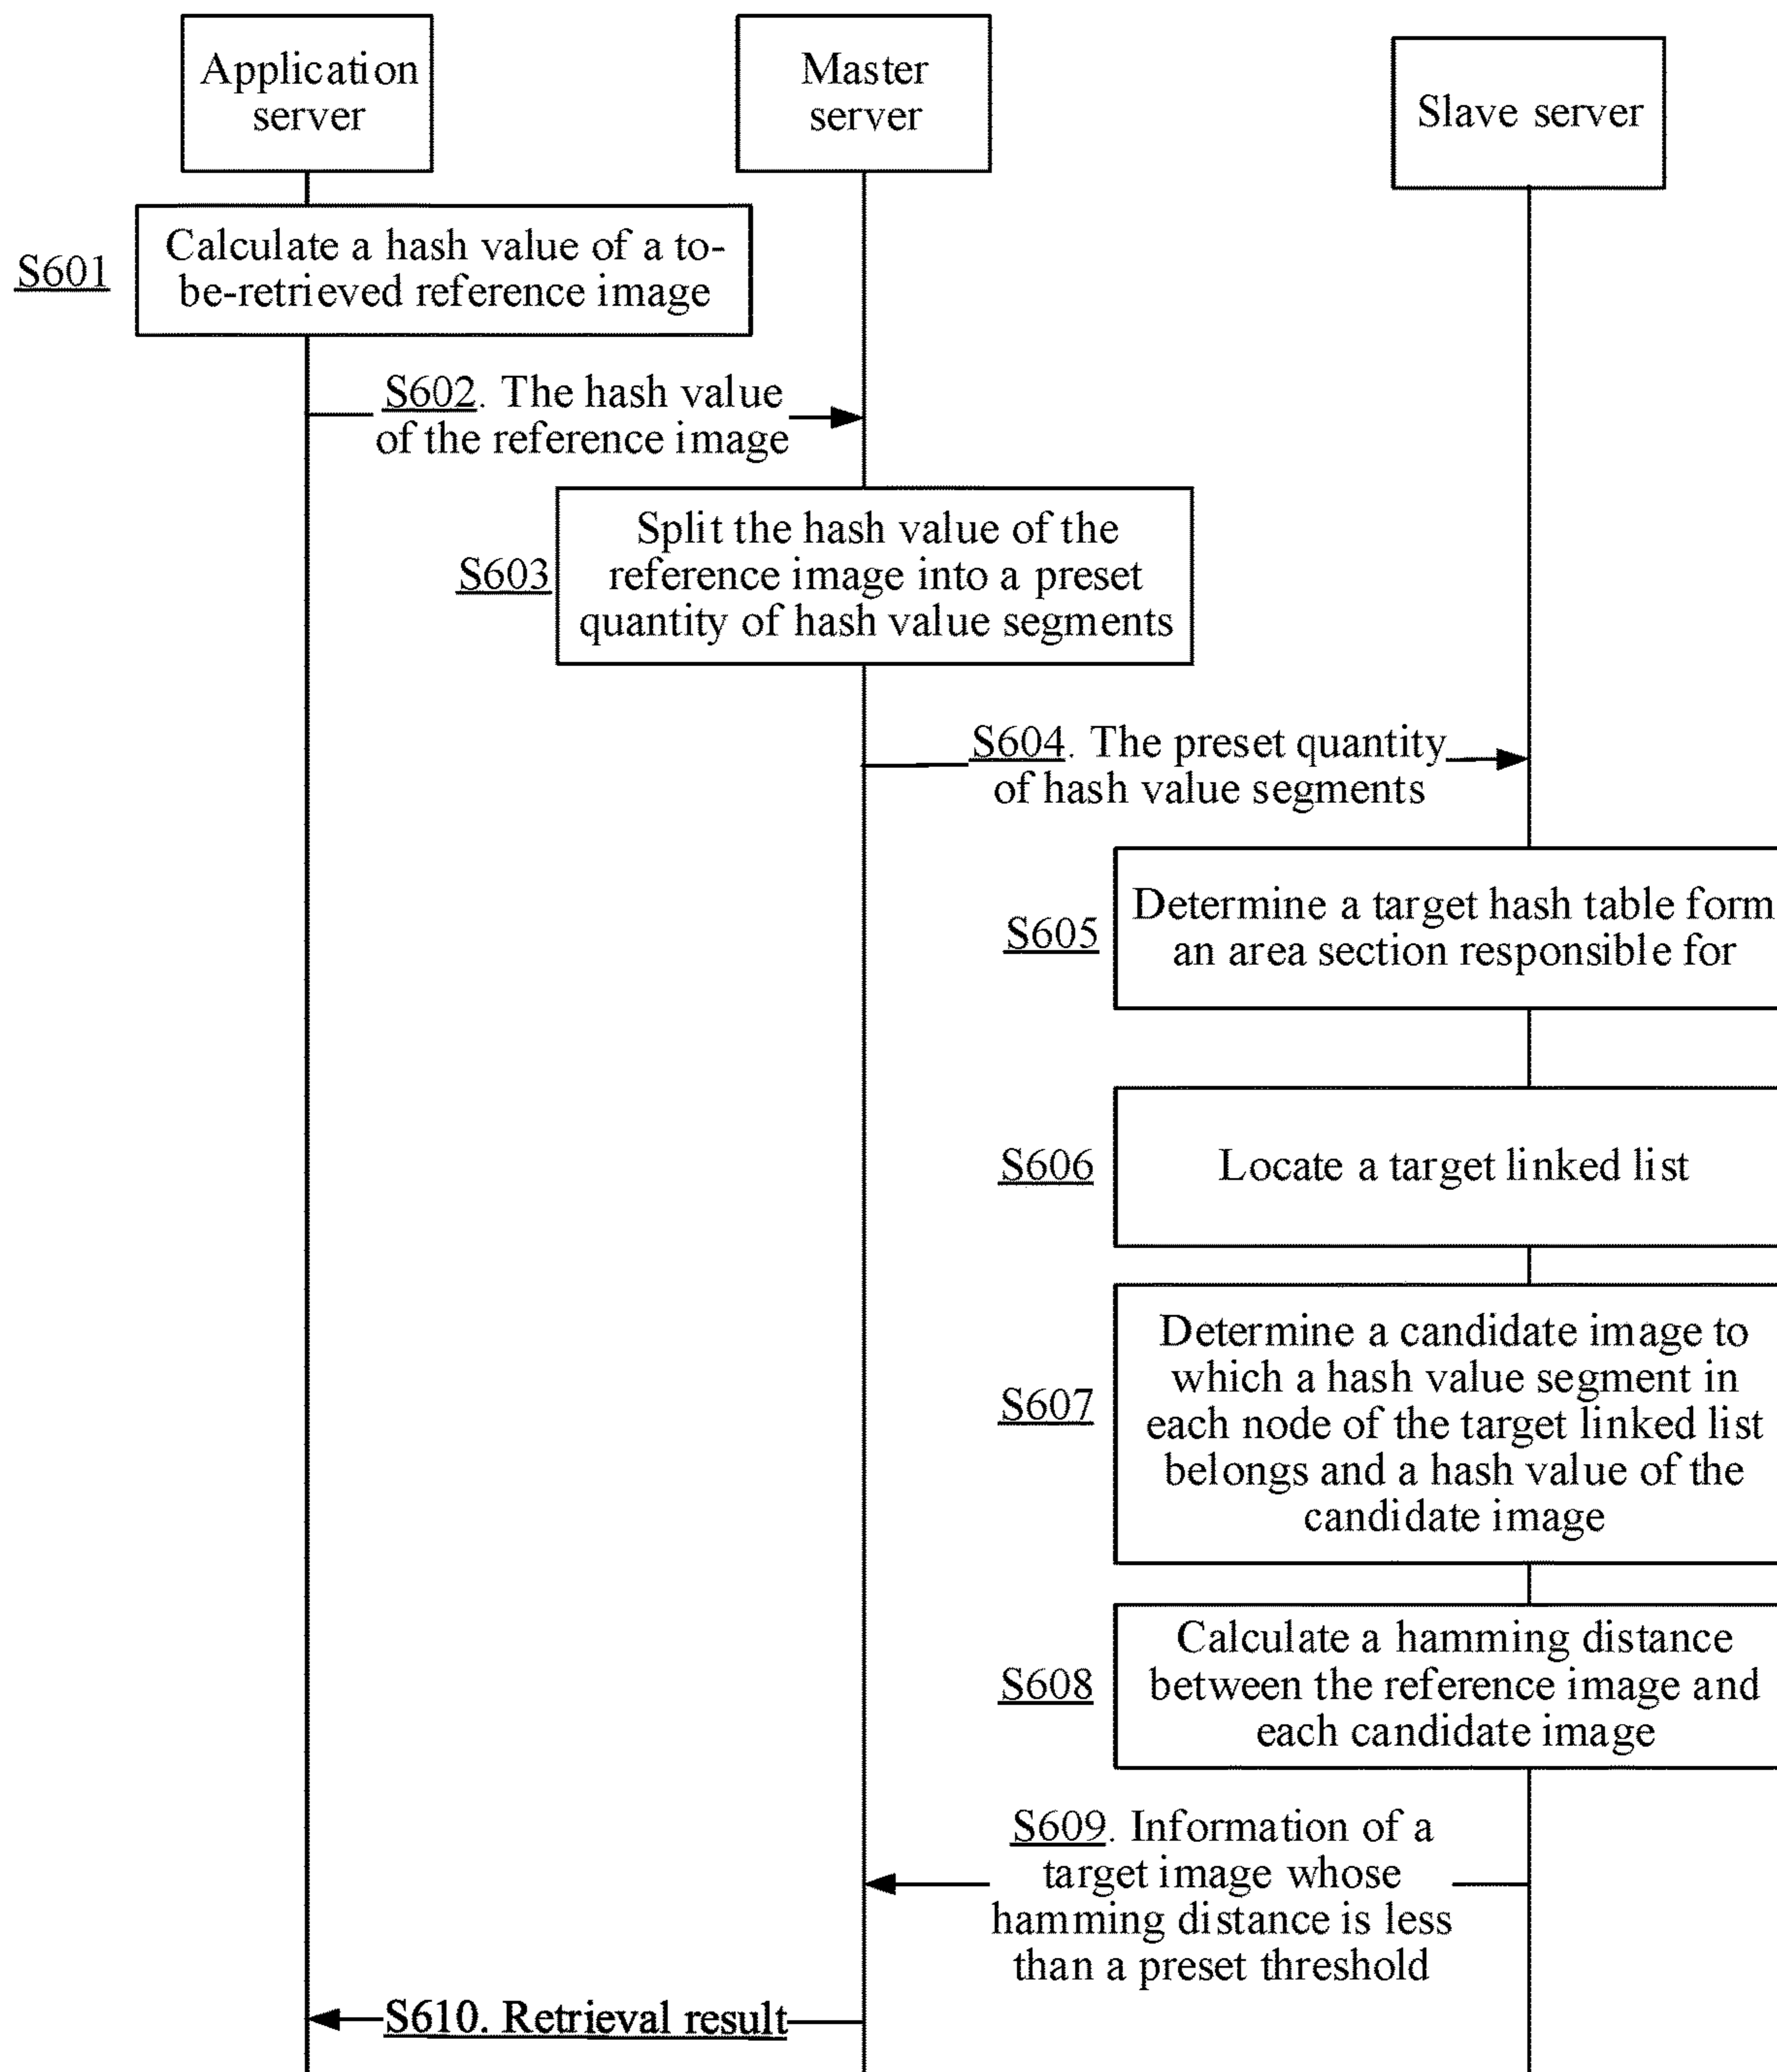 Application
server
Master
server
Slave server
S601
Calculate a hash value of a to-
be-retrieved reference image
S602. The hash value
of the reference image
S603
Split the hash value of the
reference image into a preset
quantity of hash value segments
S604. The preset quantity
of hash value segments
S605
Determine a target hash table form
an area section responsible for
S606
Locate a target linked list
S607
Determine a candidate image to
which a hash value segment in
each node of the target linked list
belongs and a hash value of the
candidate image
S608
Calculate a hamming distance
between the reference image and
each candidate image
S609. Information of a
target image whose
hamming distance is less
than a preset threshold
S610. Retrieval result